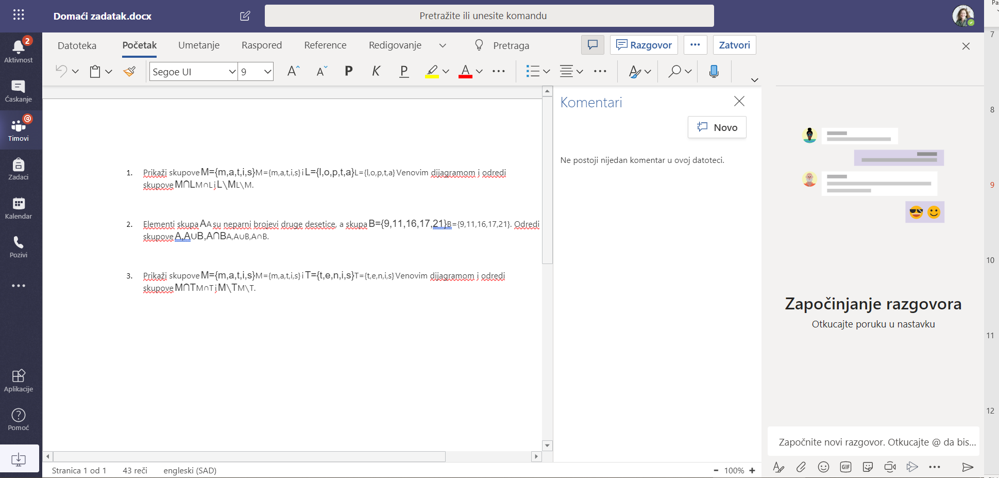 Domaći zadatak.docx
Pretražite ili unesite komandu
2
Aktivnost
Ćaskanje
@
Timovi
Zadaci
Kalendar
Pozivi
Aplikacije
Pomoć
Datoteka Početak Umetanje Raspored Reference Redigovanje Pretraga
Razgovor
Zatvori
Segoe UI 9 A A P K P A
1. Prikaži skupove M={m,a,t,i,s}M={m,a,t,i,s} i L={l,o,p,t,a}L={l,o,p,t,a} Venovim dijagramom i odredi
skupove M∩LM∩L i L\ML\M.
2. Elementi skupa AA su neparni brojevi druge desetice, a skupa B={9,11,16,17,21}B={9,11,16,17,21}. Odredi
skupove A,A∪B,A∩BA,A∪B,A∩B.
3. Prikaži skupove M={m,a,t,i,s}M={m,a,t,i,s} i T={t,e,n,i,s}T={t,e,n,i,s} Venovim dijagramom i odredi
skupove M∩TM∩T i M\TM\T.
Stranica 1 od 1 43 reči engleski (SAD)
100%
Komentari
Novo
Ne postoji nijedan komentar u ovoj datoteci.
Započinjanje razgovora
Otkucajte poruku u nastavku
Započnite novi razgovor. Otkucajte @ da bis...
GIF
7
8
9
10
11
12